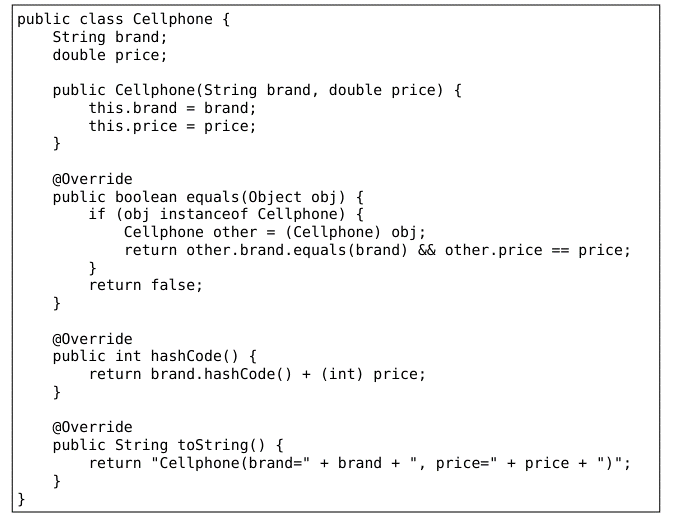 public class Cellphone {
    String brand;
    double price;

    public Cellphone(String brand, double price) {
        this.brand = brand;
        this.price = price;
    }

    @Override
    public boolean equals(Object obj) {
        if (obj instanceof Cellphone) {
            Cellphone other = (Cellphone) obj;
            return other.brand.equals(brand) && other.price == price;
        }
        return false;
    }

    @Override
    public int hashCode() {
        return brand.hashCode() + (int) price;
    }

    @Override
    public String toString() {
        return "Cellphone(brand=" + brand + ", price=" + price + ")";
    }
}